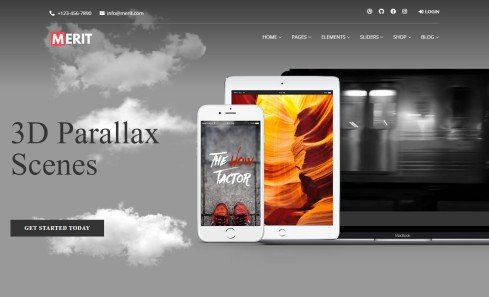 +123-456-7890 info@merit.com LOGIN
MERIT
HOME PAGES ELEMENTS SLIDERS SHOP BLOG
3D Parallax
Scenes
THE WOW
FACTOR
GET STARTED TODAY
MacBook